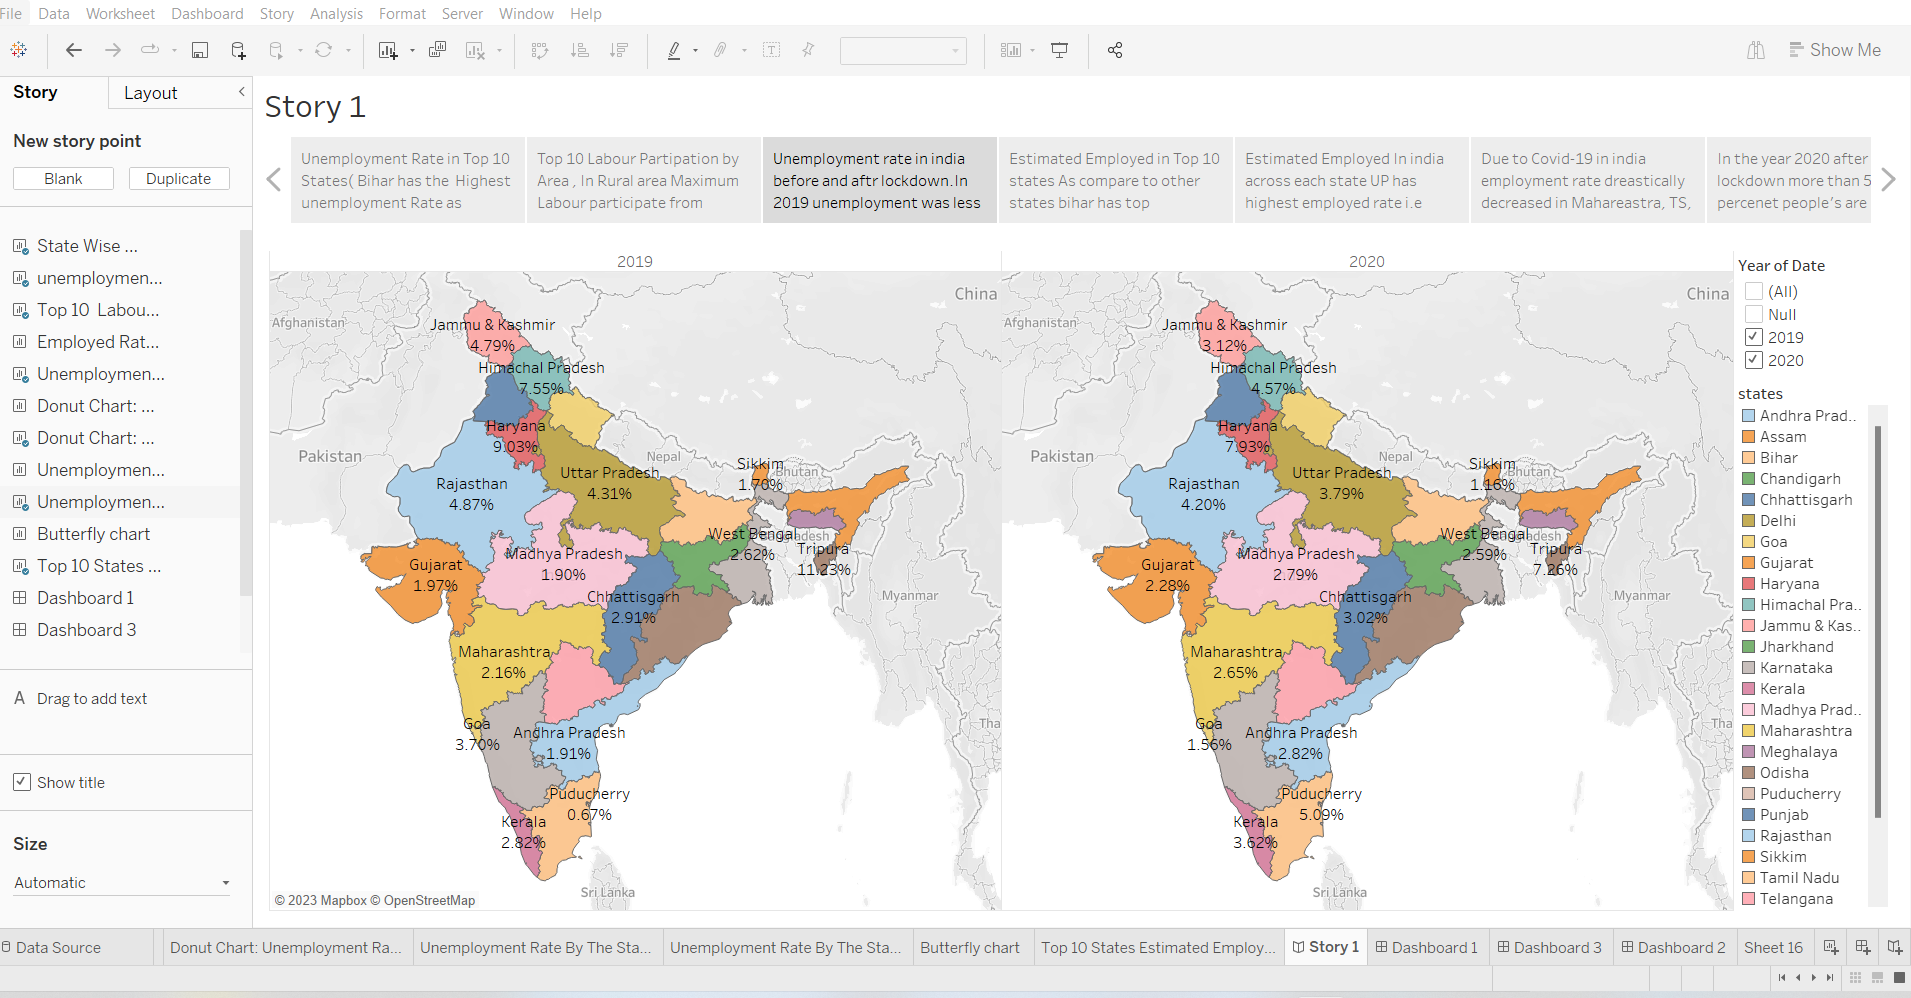 File Data Worksheet Dashboard Story Analysis Format Server Window Help
Show Me
Story Layout
New story point
Blank Duplicate
State Wise ...
unemploymen...
Top 10 Labou...
Employed Rat...
Unemploymen...
Donut Chart: ...
Donut Chart: ...
Unemploymen...
Unemploymen...
Butterfly chart
Top 10 States ...
Dashboard 1
Dashboard 3
A Drag to add text
Show title
Size
Automatic
Story 1
Unemployment Rate in Top 10
States( Bihar has the Highest
unemployment Rate as
Top 10 Labour Partipation by
Area , In Rural area Maximum
Labour participate from
Unemployment rate in india
before and aftr lockdown.In
2019 unemployment was less
Estimated Employed in Top 10
states As compare to other
states bihar has top
Estimated Employed In india
across each state UP has
highest employed rate i.e
Due to Covid-19 in india
employment rate dreastically
decreased in Mahareastra, TS,
In the year 2020 after
lockdown more than 5
percenet people's are
2019
China
Afghanistan
Jammu & Kashmir
4.79%
Himachal Pradesh
7.55%
Haryana
9.03%
Pakistan
Nepal
Uttar Pradesh
4.31%
Sikkim
1.70%
Bhutan
Rajasthan
4.87%
West Bengal
2.62%
Tripura
11.23%
Madhya Pradesh
1.90%
Gujarat
1.97%
Myanmar
Chhattisgarh
2.91%
Maharashtra
2.16%
Goa
3.70%
Andhra Pradesh
1.91%
Tha
Puducherry
0.67%
Kerala
2.82%
Sri Lanka
© 2023 Mapbox © OpenStreetMap
2020
China
Afghanistan
Jammu & Kashmir
3.12%
Himachal Pradesh
4.57%
Haryana
7.93%
Pakistan
Nepal
Uttar Pradesh
3.79%
Sikkim
1.16%
Bhutan
Rajasthan
4.20%
West Bengal
2.59%
Tripura
7.26%
Madhya Pradesh
2.79%
Gujarat
2.28%
Myanmar
Chhattisgarh
3.02%
Maharashtra
2.65%
Goa
1.56%
Andhra Pradesh
2.82%
Tha
Puducherry
5.09%
Kerala
3.62%
Sri Lanka
Year of Date
(All)
Null
2019
2020
states
Andhra Prad..
Assam
Bihar
Chandigarh
Chhattisgarh
Delhi
Goa
Gujarat
Haryana
Himachal Pra..
Jammu & Kas..
Jharkhand
Karnataka
Kerala
Madhya Prad..
Maharashtra
Meghalaya
Odisha
Puducherry
Punjab
Rajasthan
Sikkim
Tamil Nadu
Telangana
Data Source Donut Chart: Unemployment Ra... Unemployment Rate By The Sta... Unemployment Rate By The Sta... Butterfly chart Top 10 States Estimated Employ... Story 1 Dashboard 1 Dashboard 3 Dashboard 2 Sheet 16